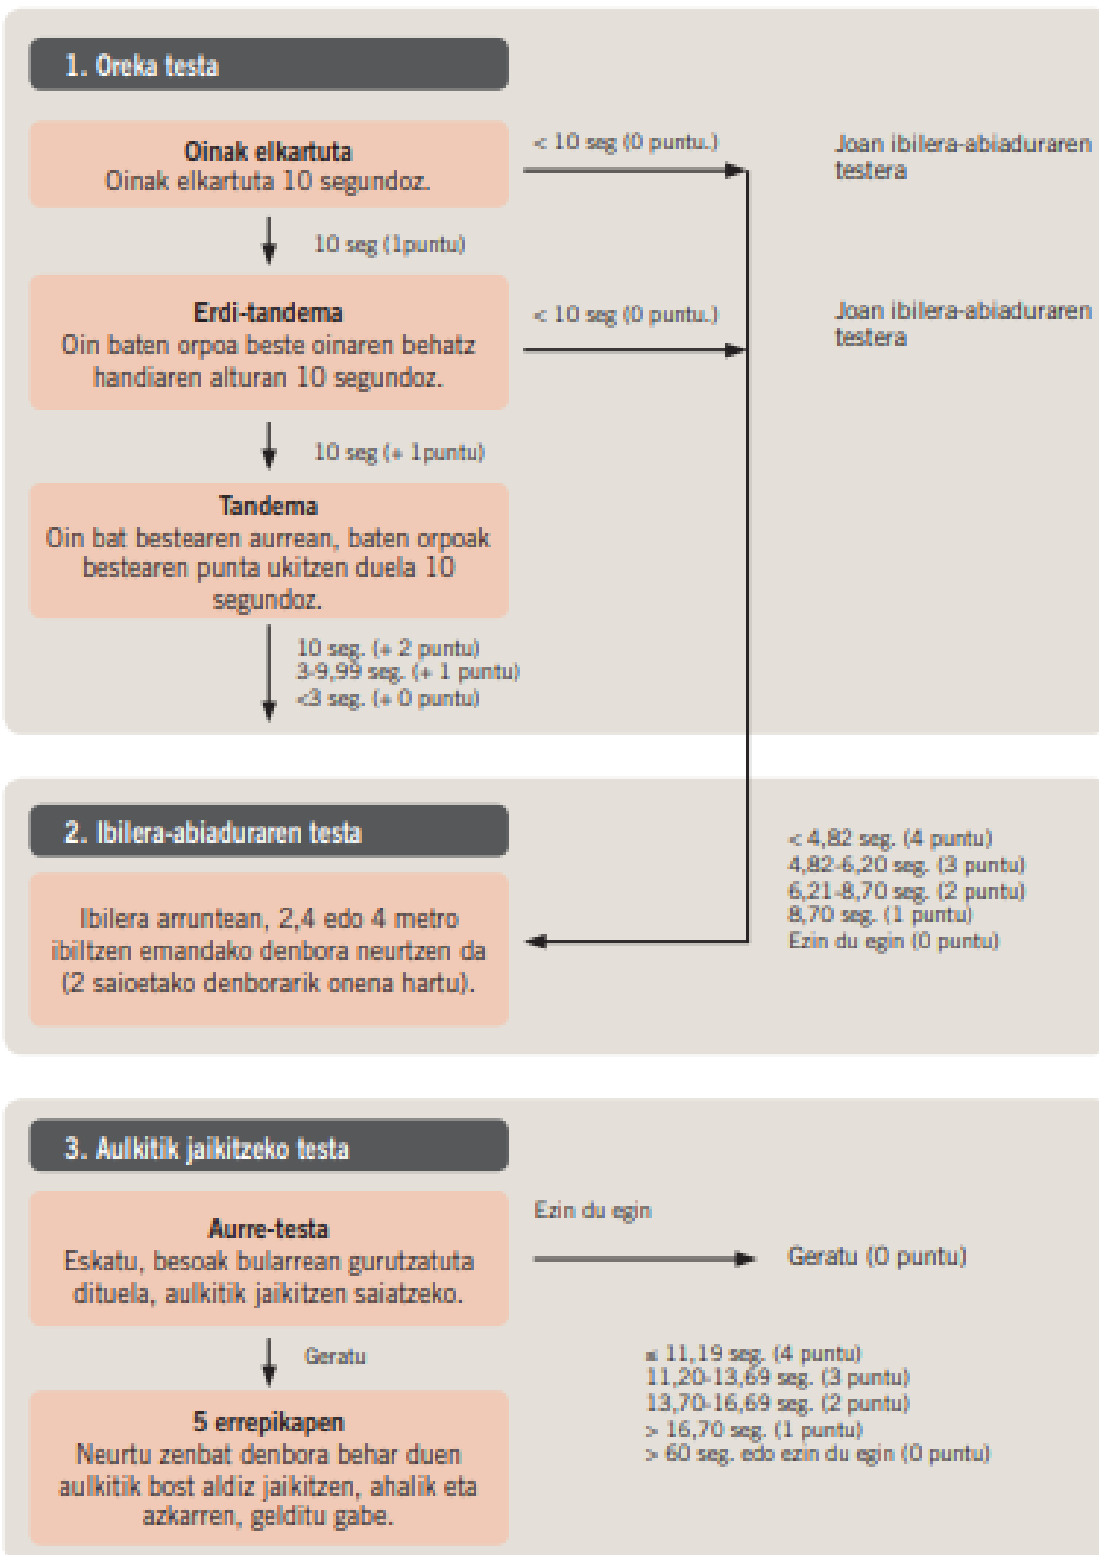 1. Oreka testa
Oinak elkartuta
Oinak elkartuta 10 segundoz.
< 10 seg (0 puntu.)
Joan ibilera-abiaduraren
testera
10 seg (1puntu)
Erdi-tandema
Oin baten orpoa beste oinaren behatz
handiaren alturan 10 segundoz.
< 10 seg (0 puntu.)
Joan ibilera-abiaduraren
testera
10 seg (+ 1puntu)
Tandema
Oin bat bestearen aurrean, baten orpoak
bestearen punta ukitzen duela 10
segundoz.
10 seg. (+ 2 puntu)
3-9,99 seg. (+ 1 puntu)
<3 seg. (+ 0 puntu)
2. Ibilera-abiaduraren testa
Ibilera arruntean, 2,4 edo 4 metro
ibiltzen emandako denbora neurtzen da
(2 saioetako denborarik onena hartu).
< 4,82 seg. (4 puntu)
4,82-6,20 seg. (3 puntu)
6,21-8,70 seg. (2 puntu)
8,70 seg. (1 puntu)
Ezin du egin (0 puntu)
3. Aulkitik jaikitzeko testa
Aurre-testa
Eskatu, besoak bularrean gurutzatuta
dituela, aulkitik jaikitzen saiatzeko.
Ezin du egin
Geratu (0 puntu)
Geratu
5 errepikapen
Neurtu zenbat denbora behar duen
aulkitik bost aldiz jaikitzen, ahalik eta
azkarren, gelditu gabe.
≤ 11,19 seg. (4 puntu)
11,20-13,69 seg. (3 puntu)
13,70-16,69 seg. (2 puntu)
> 16,70 seg. (1 puntu)
> 60 seg. edo ezin du egin (0 puntu)